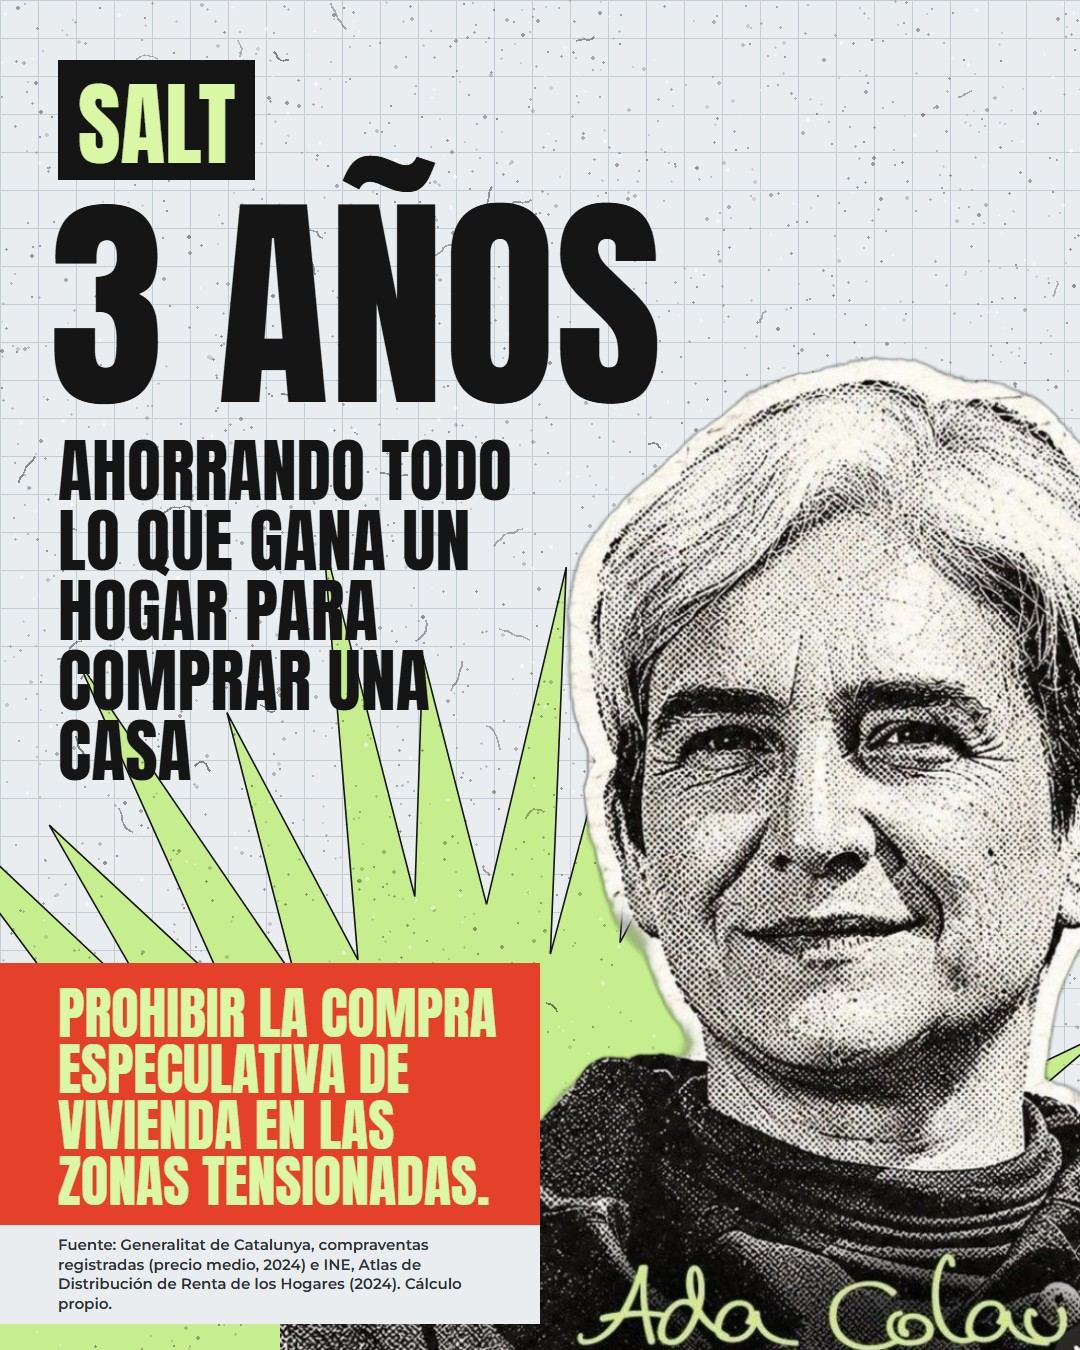 SALT
3 AÑOS
AHORRANDO TODO
LO QUE GANA UN
HOGAR PARA
COMPRAR UNA
CASA
PROHIBIR LA COMPRA
ESPECULATIVA DE
VIVIENDA EN LAS
ZONAS TENSIONADAS.
Fuente: Generalitat de Catalunya, compraventas
registradas (precio medio, 2024) e INE, Atlas de
Distribución de Renta de los Hogares (2024). Cálculo
propio.
Ada Colau